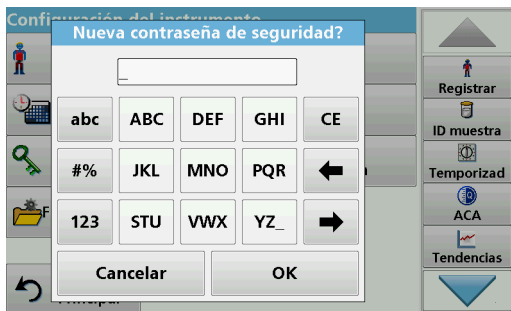 Configuración del instrumento
Nueva contraseña de seguridad?
_
abc ABC DEF GHI CE
#% JKL MNO PQR
123 STU VWX YZ_
Cancelar OK
F
Principal
Registrar
ID muestra
Temporizad
ACA
Tendencias